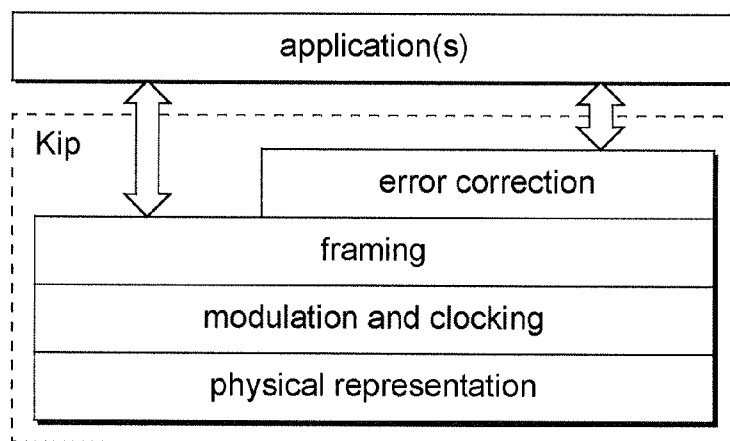 application(s)
Kip
error correction
framing
modulation and clocking
physical representation